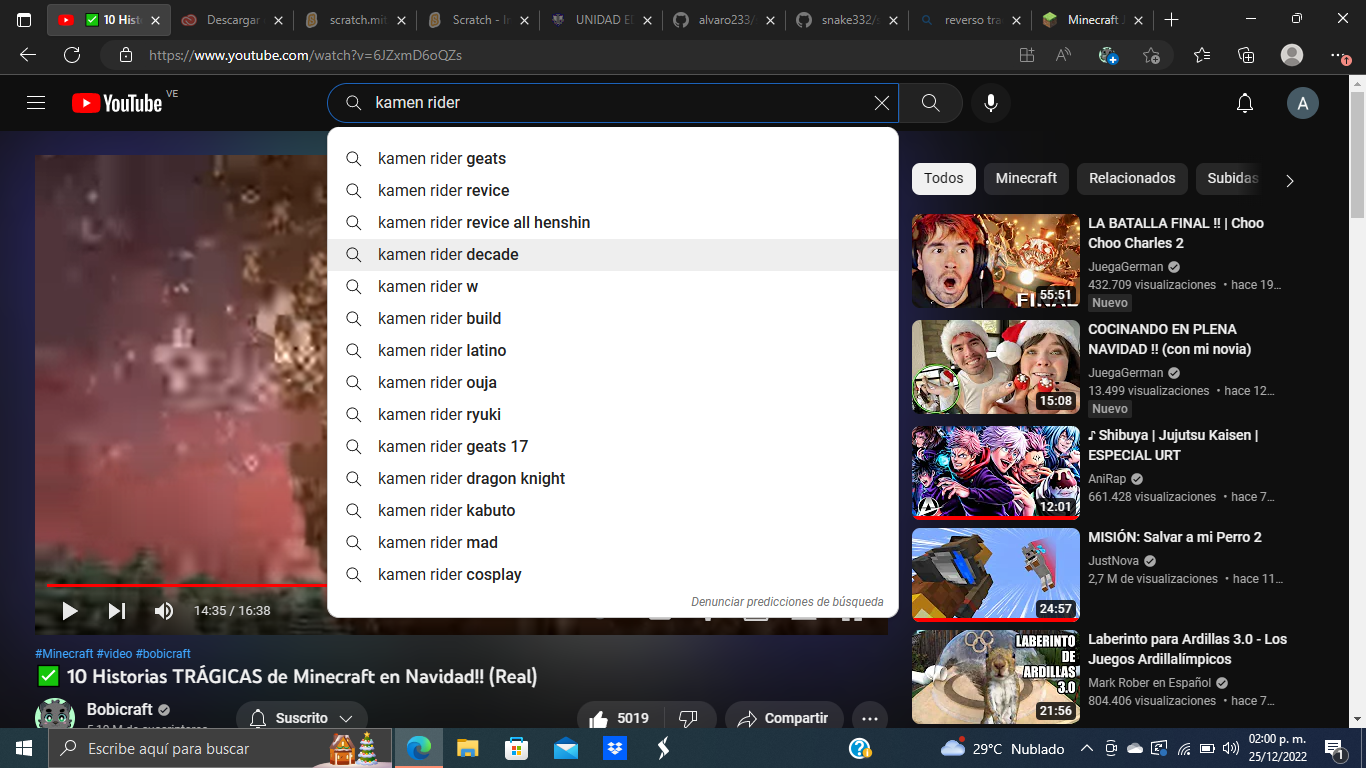 10 Hist
Descargar
scratch.mit
Scratch - I
UNIDAD E
alvaro233/
snake332/
reverso tra
Minecraft J
https://www.youtube.com/watch?v=6JZxmD6oQZs
YouTube VE
kamen rider
A
kamen rider geats
kamen rider revice
kamen rider revice all henshin
kamen rider decade
kamen rider w
kamen rider build
kamen rider latino
kamen rider ouja
kamen rider ryuki
kamen rider geats 17
kamen rider dragon knight
kamen rider kabuto
kamen rider mad
kamen rider cosplay
Denunciar predicciones de búsqueda
14:35 / 16:38
#Minecraft #video #bobicraft
✅ 10 Historias TRÁGICAS de Minecraft en Navidad!! (Real)
Bobicraft
Suscrito
5019
Compartir
Todos
Minecraft
Relacionados
Subidas
FINAL
55:51
LA BATALLA FINAL !! | Choo
Choo Charles 2
JuegaGerman
432.709 visualizaciones • hace 19…
Nuevo
15:08
COCINANDO EN PLENA
NAVIDAD !! (con mi novia)
JuegaGerman
13.499 visualizaciones • hace 12…
Nuevo
12:01
♪ Shibuya | Jujutsu Kaisen |
ESPECIAL URT
AniRap
661.428 visualizaciones • hace 7…
24:57
MISIÓN: Salvar a mi Perro 2
JustNova
2,7 M de visualizaciones • hace 11…
LABERINTO
DE
ARDILLAS
3.0
21:56
Laberinto para Ardillas 3.0 - Los
Juegos Ardillalímpicos
Mark Rober en Español
804.406 visualizaciones • hace 7…
Escribe aquí para buscar
29°C Nublado
02:00 p. m.
25/12/2022
1